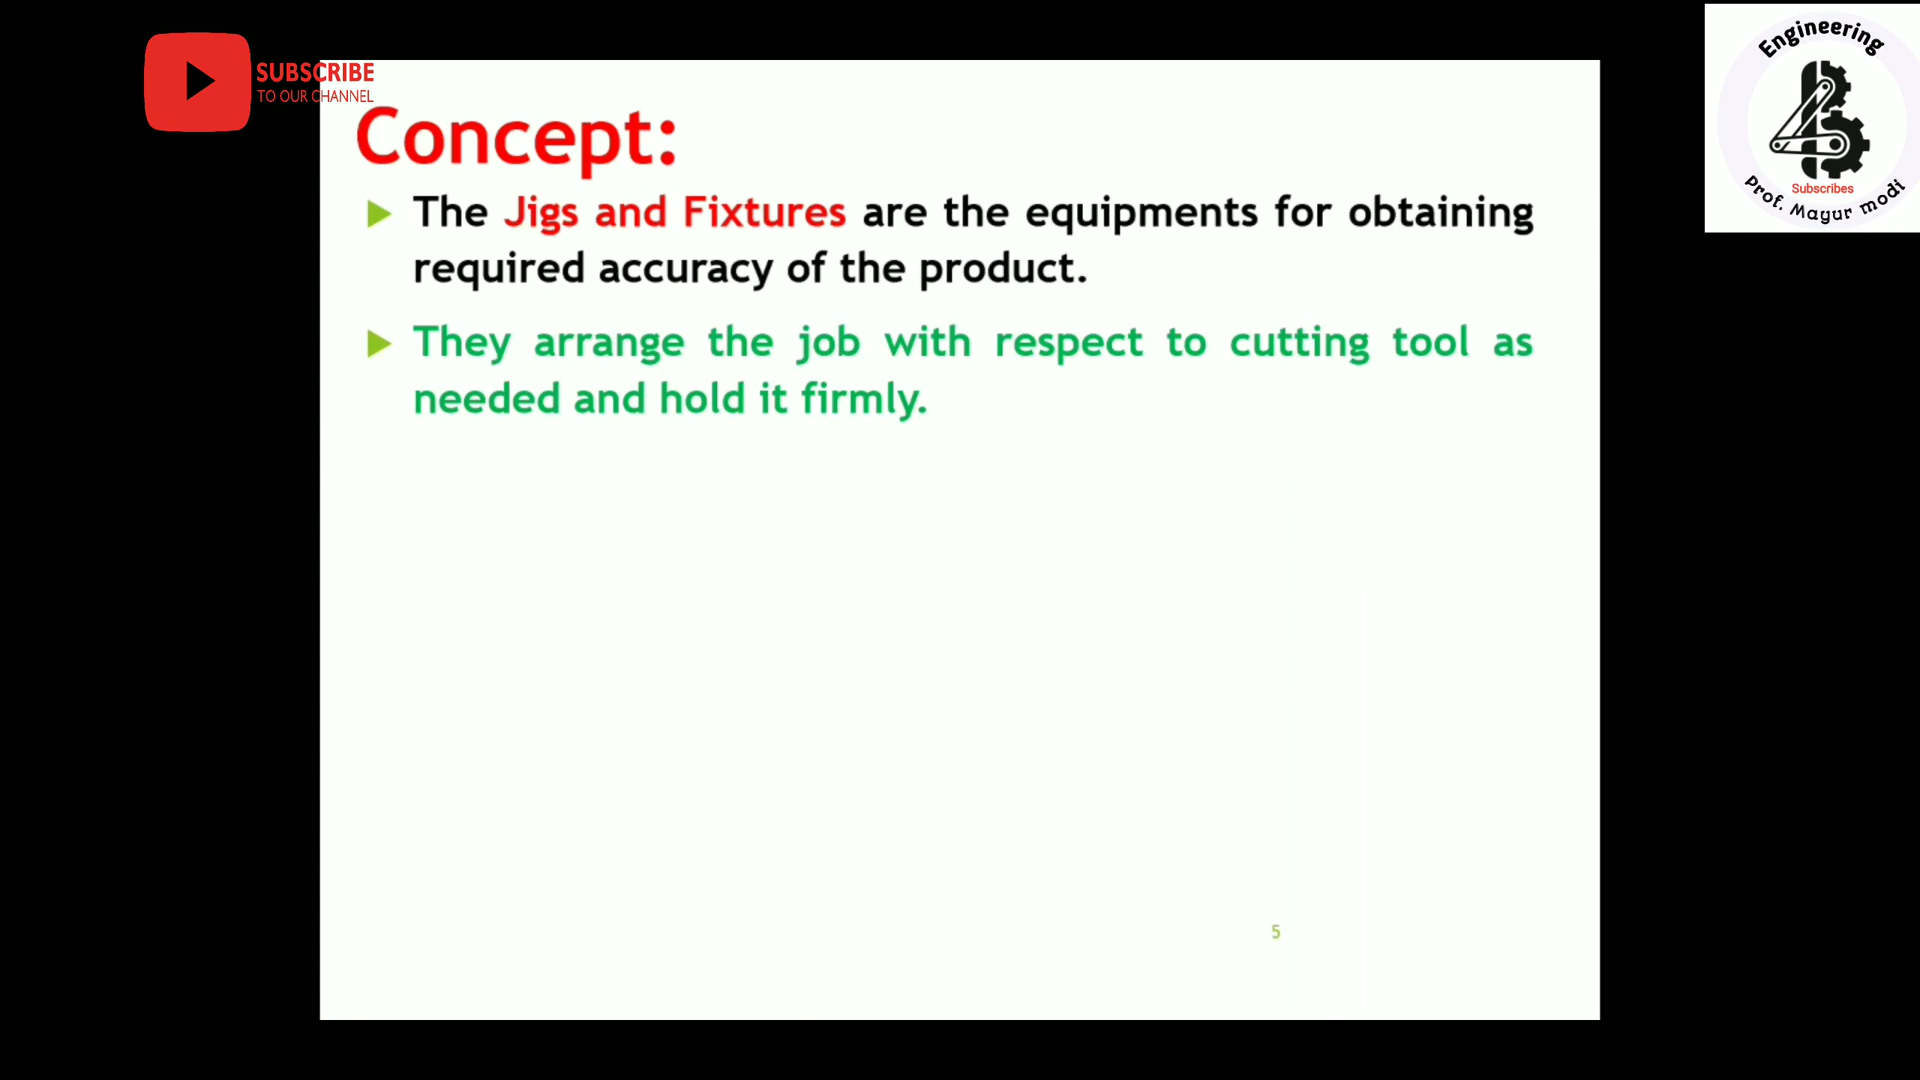 SUBSCRIBE
TO OUR CHANNEL
Engineering
Subscribes
Prof. Mayur modi
Concept:
The Jigs and Fixtures are the equipments for obtaining
required accuracy of the product.
They arrange the job with respect to cutting tool as
needed and hold it firmly.
5